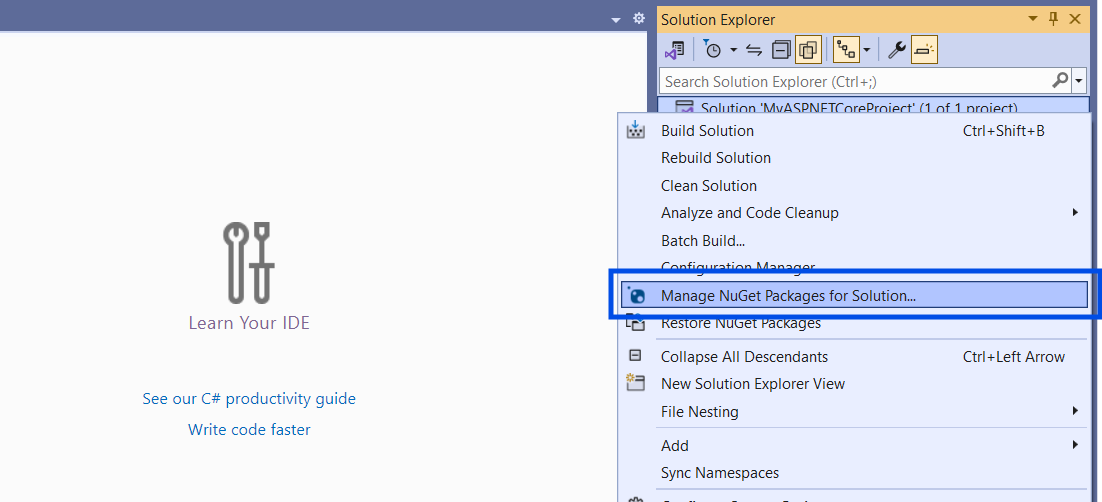 Solution Explorer
Search Solution Explorer (Ctrl+;)
Solution 'MyASPNETCoreProject' (1 of 1 project)
Build Solution Ctrl+Shift+B
Rebuild Solution
Clean Solution
Analyze and Code Cleanup
Batch Build...
Configuration Manager...
Manage NuGet Packages for Solution...
Restore NuGet Packages
Collapse All Descendants Ctrl+Left Arrow
New Solution Explorer View
File Nesting
Add
Sync Namespaces
Learn Your IDE
See our C# productivity guide
Write code faster